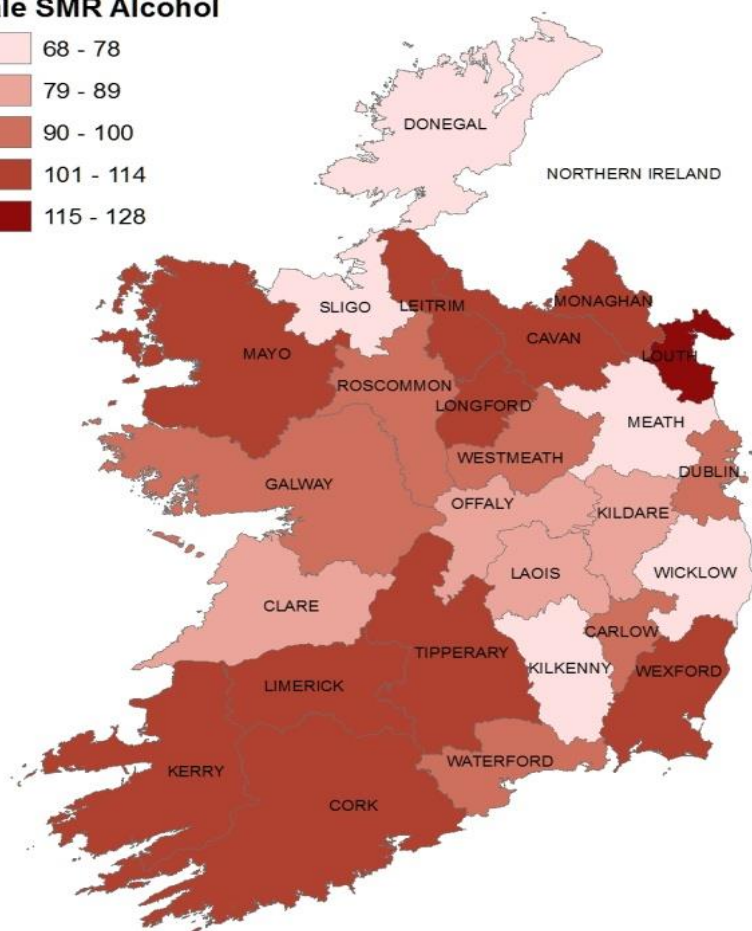 ale SMR Alcohol
68 - 78
79 - 89
90 - 100
101 - 114
115 - 128
DONEGAL
NORTHERN IRELAND
SLIGO
LEITRIM
MONAGHAN
CAVAN
LOUTH
MAYO
ROSCOMMON
LONGFORD
MEATH
WESTMEATH
DUBLIN
GALWAY
OFFALY
KILDARE
LAOIS
WICKLOW
CLARE
CARLOW
TIPPERARY
KILKENNY
WEXFORD
LIMERICK
WATERFORD
KERRY
CORK